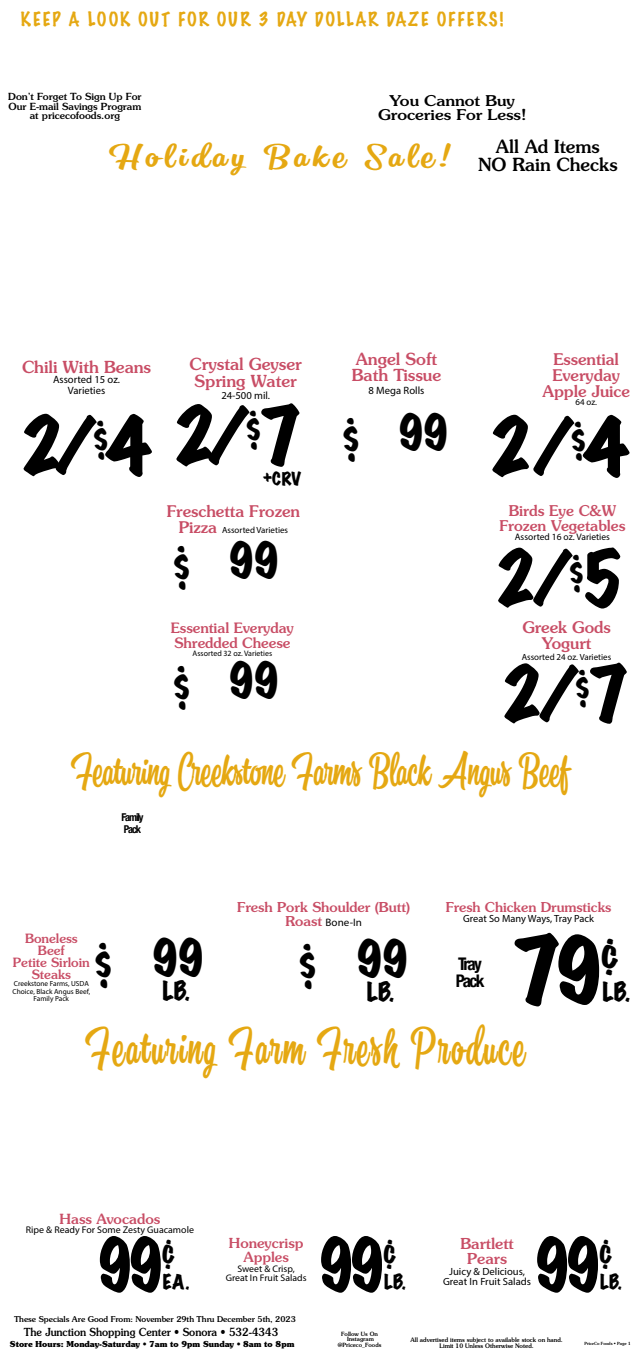 KEEP A LOOK OUT FOR OUR 3 DAY DOLLAR DAZE OFFERS!
Don't Forget To Sign Up For
Our E-mail Savings Program
at pricecofoods.org
You Cannot Buy
Groceries For Less!
Holiday Bake Sale!
All Ad Items
NO Rain Checks
Chili With Beans
Assorted 15 oz.
Varieties
2/$4
Crystal Geyser
Spring Water
24-500 mil.
2/$7
+CRV
Angel Soft
Bath Tissue
8 Mega Rolls
$ 99
Essential
Everyday
Apple Juice
64 oz.
2/$4
Freschetta Frozen
Pizza Assorted Varieties
$ 99
Birds Eye C&W
Frozen Vegetables
Assorted 16 oz. Varieties
2/$5
Essential Everyday
Shredded Cheese
Assorted 32 oz. Varieties
$ 99
Greek Gods
Yogurt
Assorted 24 oz. Varieties
2/$7
Featuring Creekstone Farms Black Angus Beef
Family
Pack
Boneless
Beef
Petite Sirloin
Steaks
Creekstone Farms, USDA
Choice, Black Angus Beef,
Family Pack
$ 99
LB.
Fresh Pork Shoulder (Butt)
Roast Bone-In
$ 99
LB.
Fresh Chicken Drumsticks
Great So Many Ways, Tray Pack
Tray
Pack
79¢
LB.
Featuring Farm Fresh Produce
Hass Avocados
Ripe & Ready For Some Zesty Guacamole
99¢
EA.
Honeycrisp
Apples
Sweet & Crisp,
Great In Fruit Salads
99¢
LB.
Bartlett
Pears
Juicy & Delicious,
Great In Fruit Salads
99¢
LB.
These Specials Are Good From: November 29th Thru December 5th, 2023
The Junction Shopping Center • Sonora • 532-4343
Store Hours: Monday-Saturday • 7am to 9pm Sunday • 8am to 8pm
Follow Us On
Instagram
@Priceco_Foods
All advertised items subject to available stock on hand.
Limit 10 Unless Otherwise Noted.
PriceCo Foods • Page 1